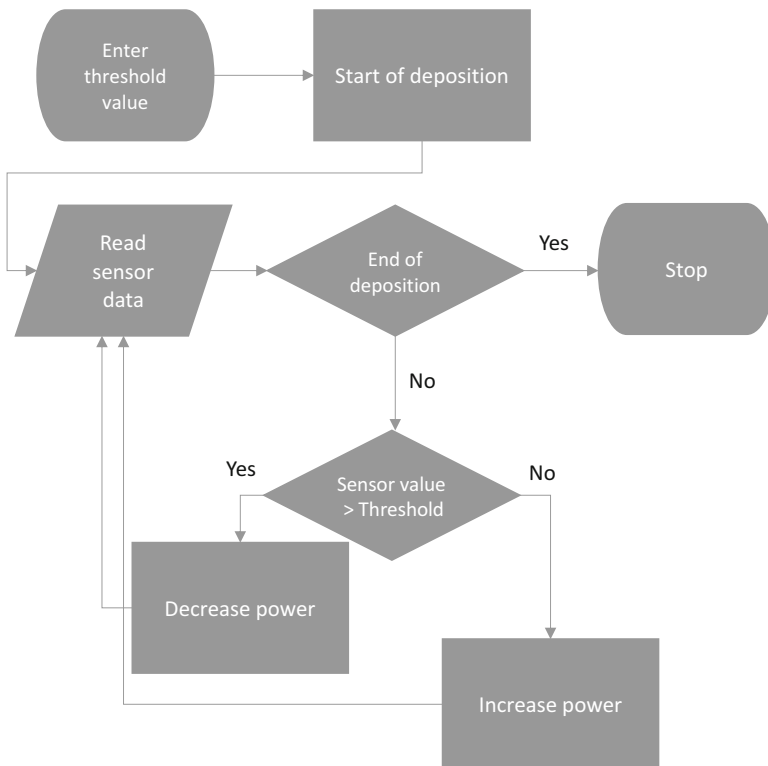 Enter
threshold
value
Start of deposition
Read
sensor
data
End of
deposition
Yes
Stop
No
Sensor value
> Threshold
Yes
No
Decrease power
Increase power